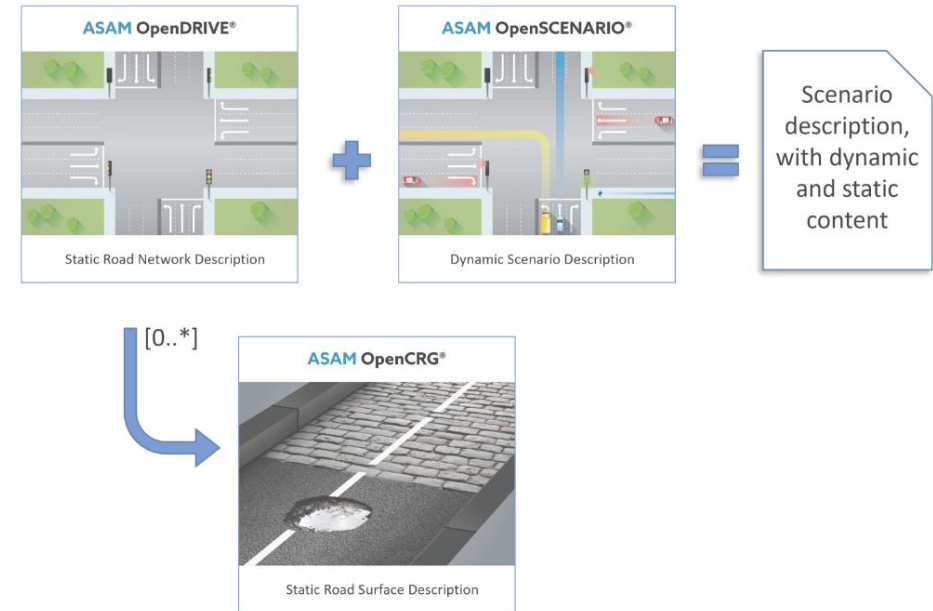 ASAM OpenDRIVE®
Static Road Network Description
ASAM OpenSCENARIO®
Dynamic Scenario Description
Scenario
description,
with dynamic
and static
content
[0..*]
ASAM OpenCRG®
Static Road Surface Description